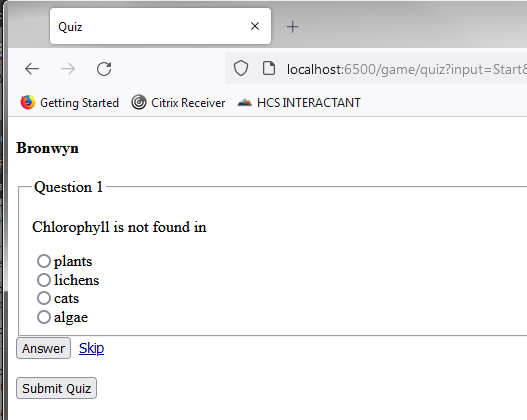 Quiz
localhost:6500/game/quiz?input=Start&
Getting Started Citrix Receiver HCS INTERACTANT
Bronwyn
Question 1
Chlorophyll is not found in
plants
lichens
cats
algae
Answer Skip
Submit Quiz